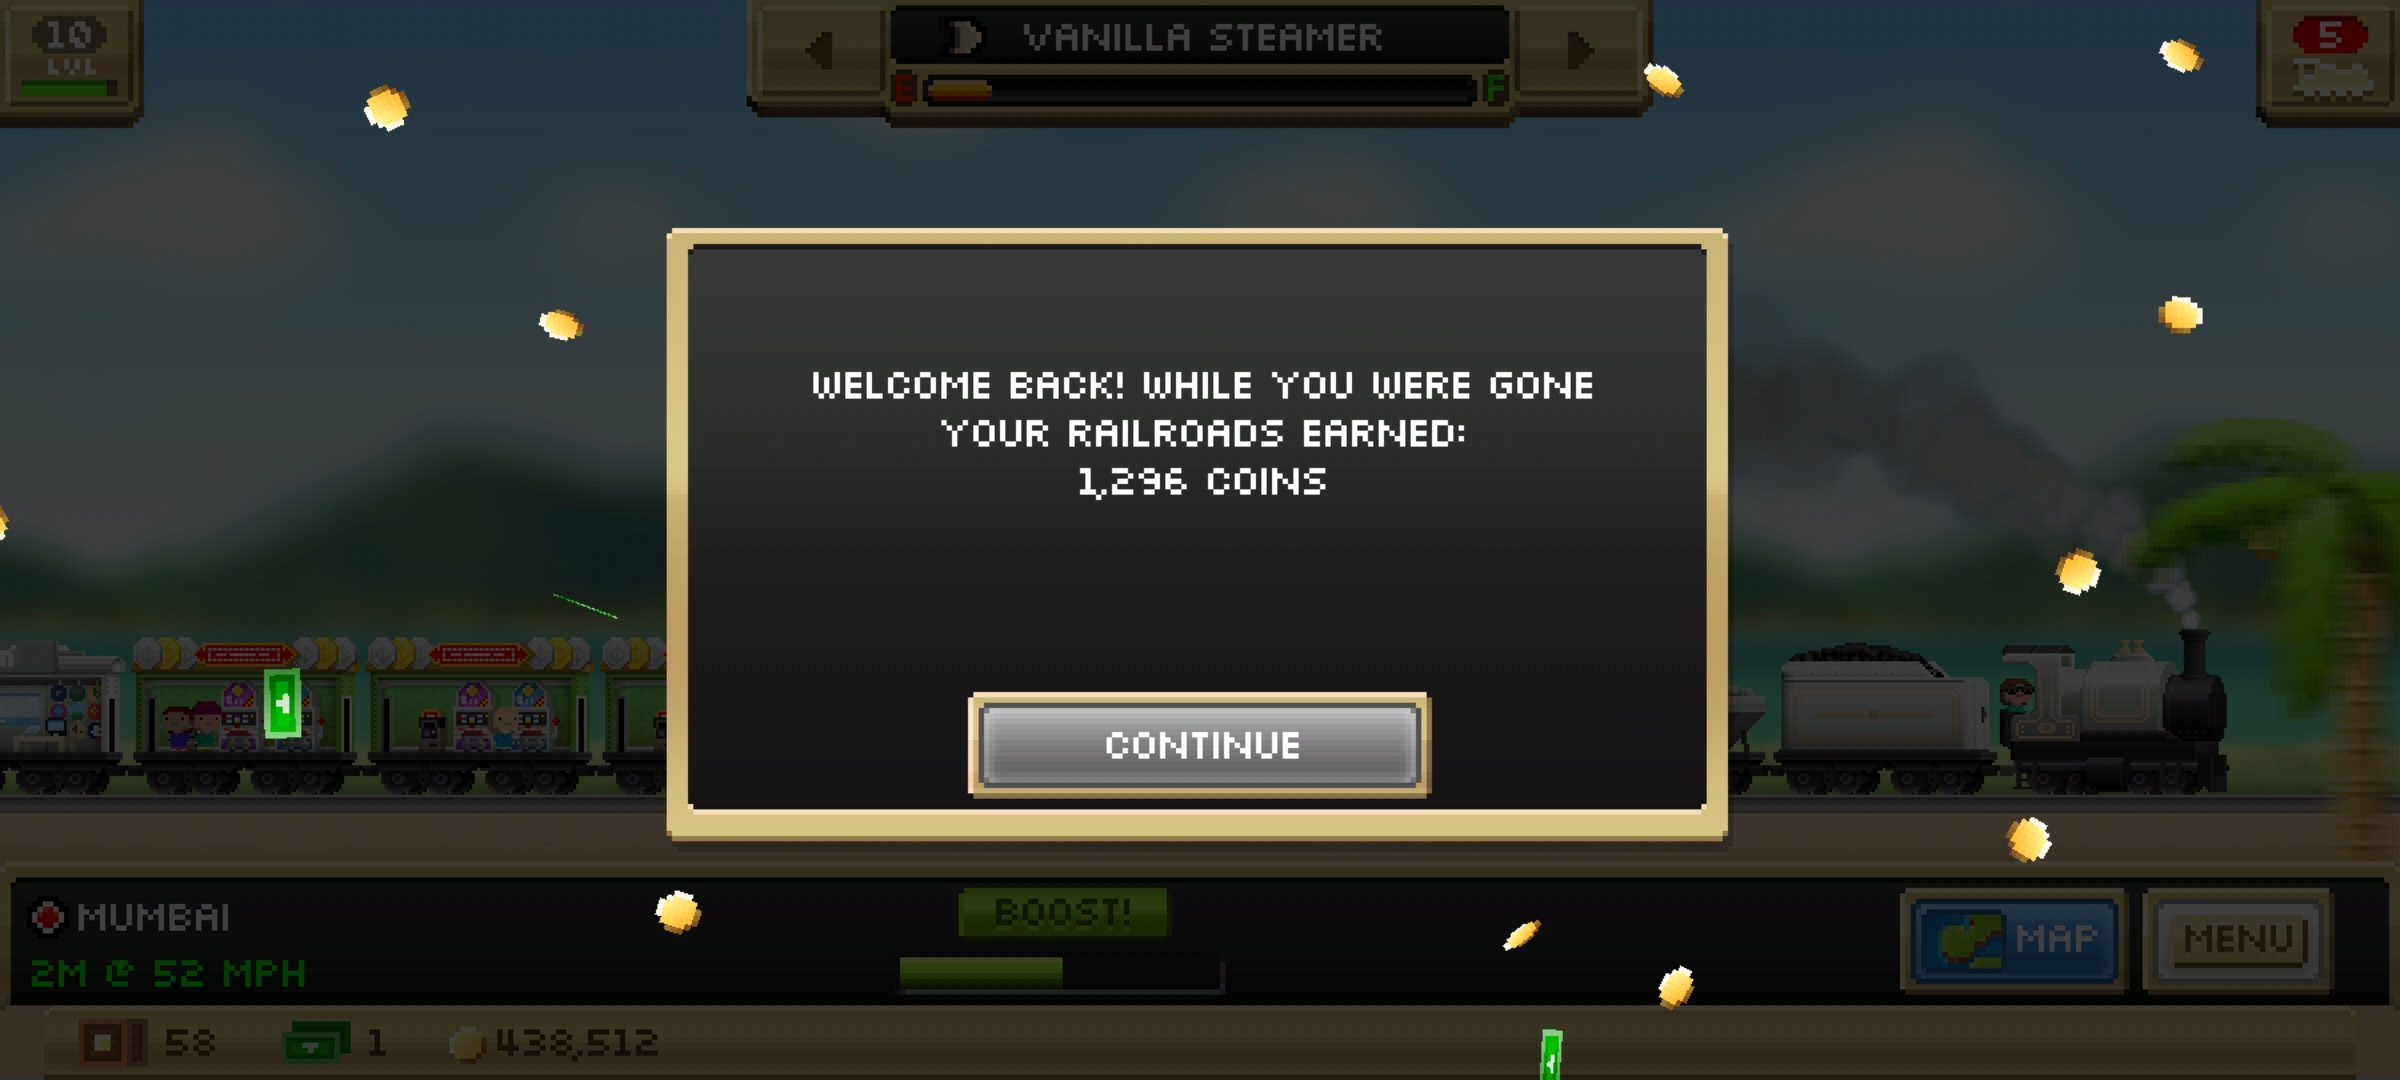 10
LVL
VANILLA STEAMER
E F
5
WELCOME BACK! WHILE YOU WERE GONE
YOUR RAILROADS EARNED:
1,296 COINS
CONTINUE
MUMBAI
2M @ 52 MPH
BOOST!
MAP
MENU
58 1 438,512